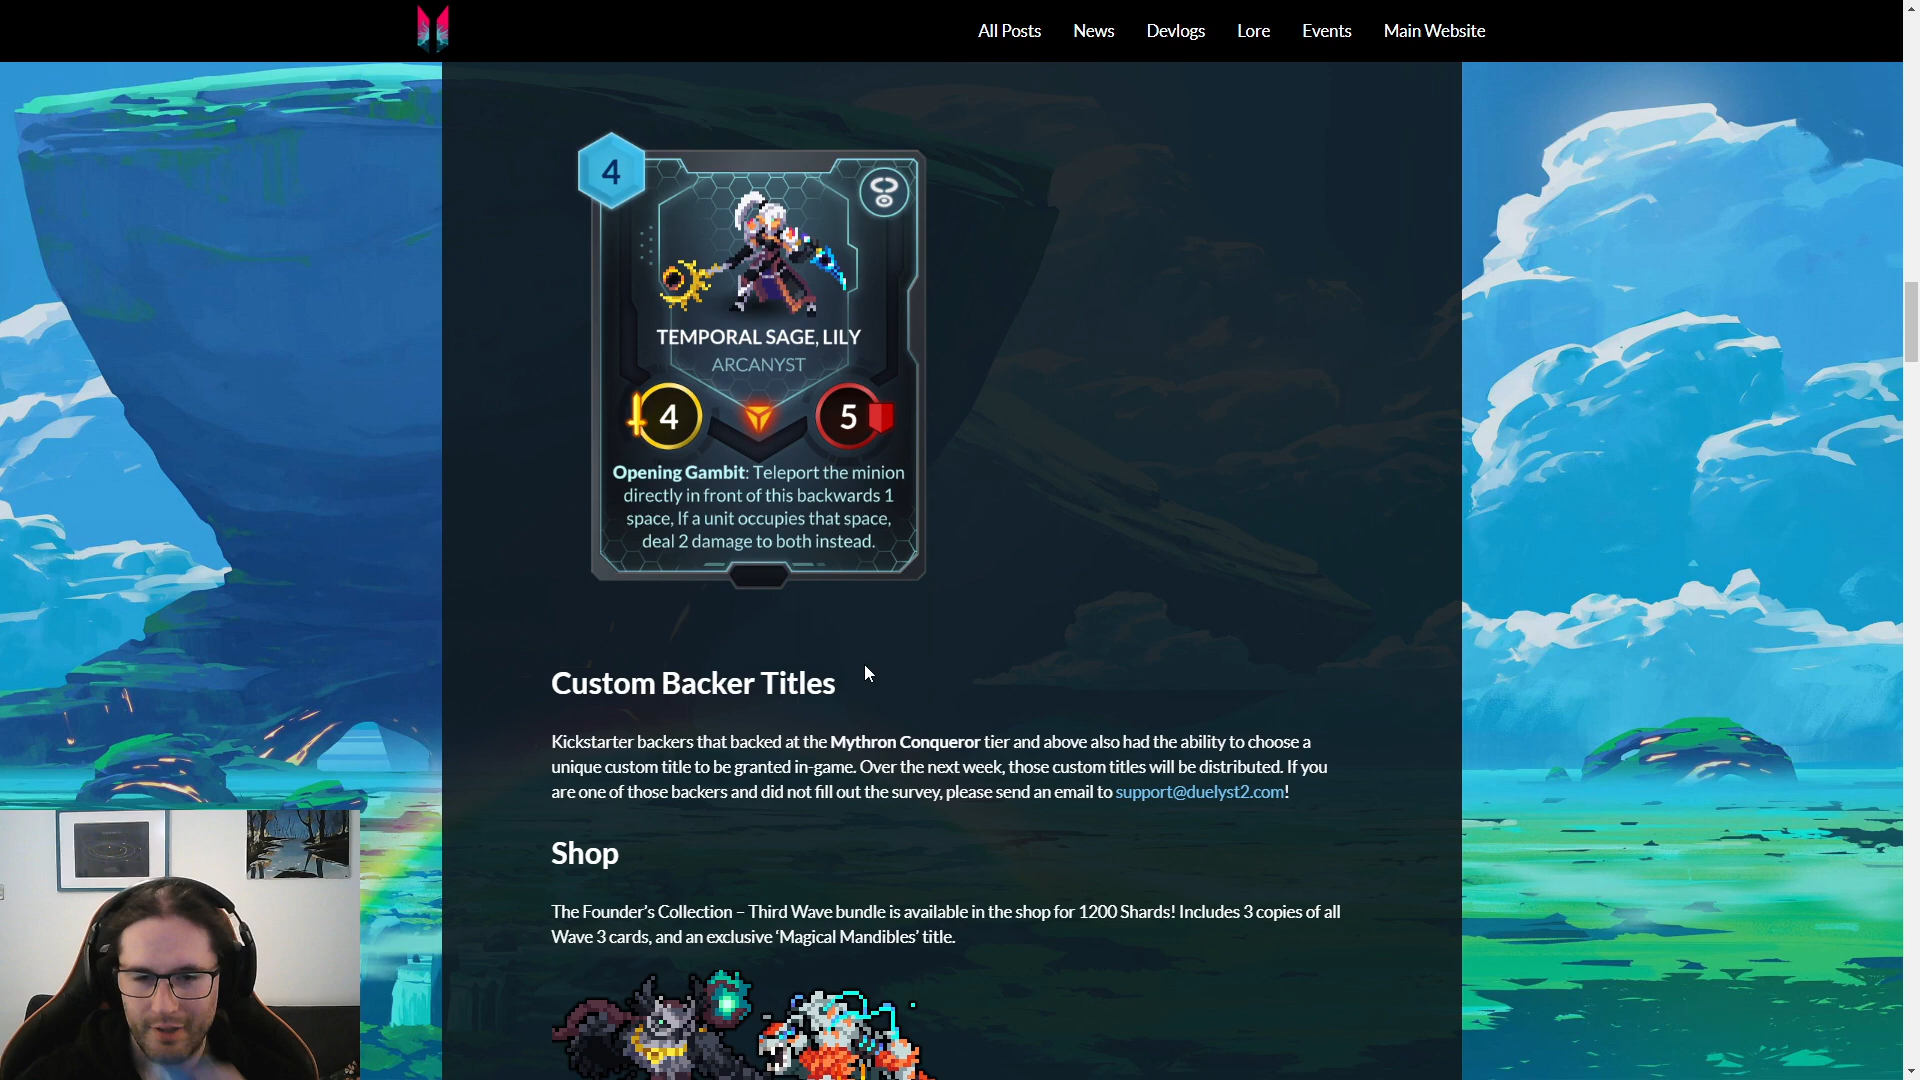 All Posts News Devlogs Lore Events Main Website
4
TEMPORAL SAGE, LILY
ARCANYST
4 5
Opening Gambit: Teleport the minion
directly in front of this backwards 1
space, If a unit occupies that space,
deal 2 damage to both instead.
Custom Backer Titles
Kickstarter backers that backed at the Mythron Conqueror tier and above also had the ability to choose a
unique custom title to be granted in-game. Over the next week, those custom titles will be distributed. If you
are one of those backers and did not fill out the survey, please send an email to support@duelyst2.com!
Shop
The Founder's Collection – Third Wave bundle is available in the shop for 1200 Shards! Includes 3 copies of all
Wave 3 cards, and an exclusive ‘Magical Mandibles’ title.